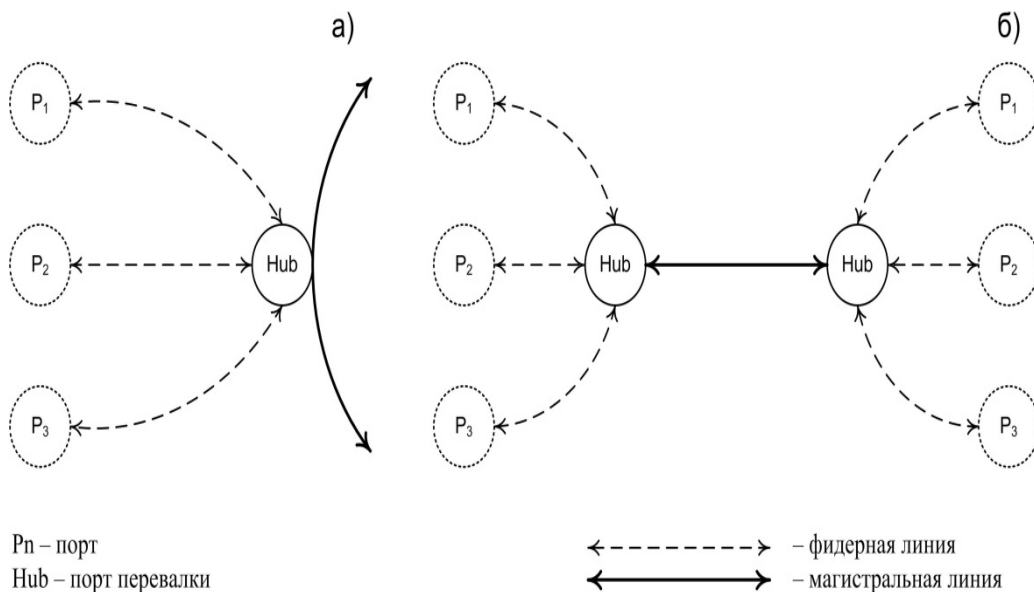 а) б)
P₁ P₁ P₁
P₂ Hub P₂ Hub Hub P₂
P₃ P₃ P₃
Pn – порт – фидерная линия
Hub – порт перевалки – магистральная линия